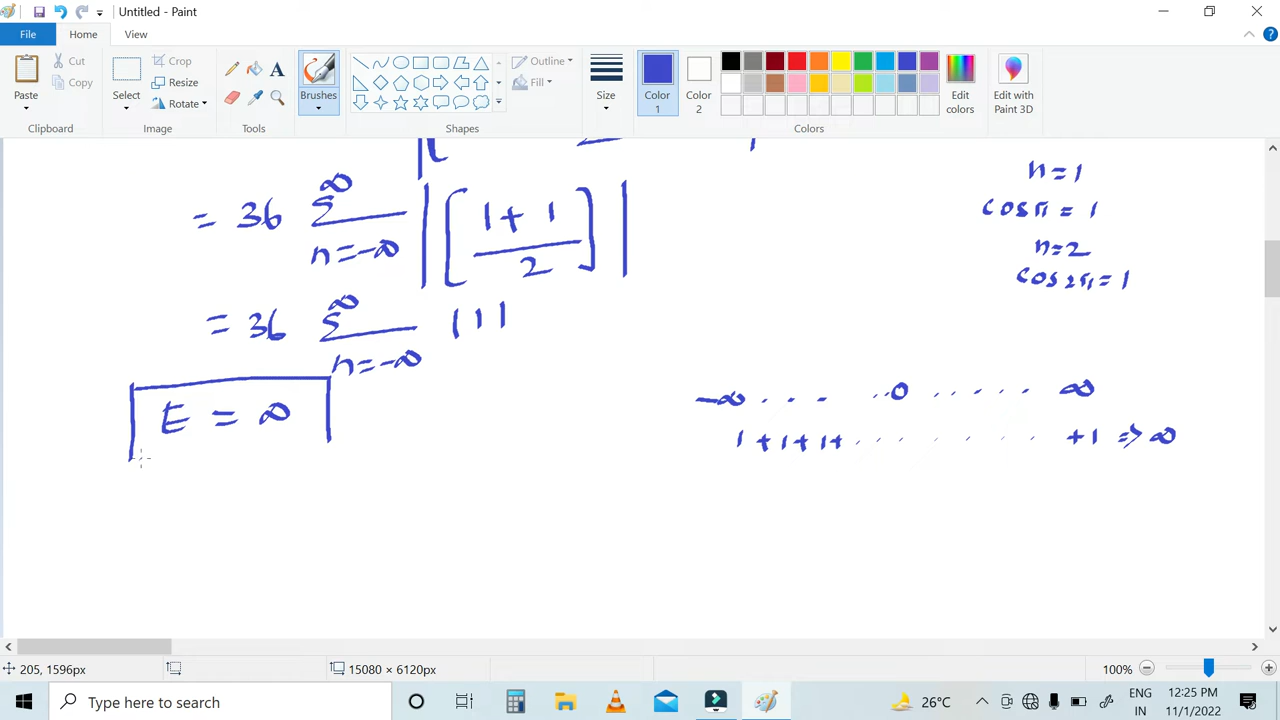 Untitled - Paint
File Home View
Paste Cut Copy Clipboard
Select Crop Resize Rotate Image
Tools
Brushes
Shapes Outline Fill
Size
Color 1 Color 2 Colors
Edit colors
Edit with Paint 3D
= 36 Σ^∞ n=-∞ |[ (1+1)/2 ]|
= 36 Σ^∞ n=-∞ |1|
E = ∞
n=1
cosπ = 1
n=2
cos2π = 1
-∞ . . . . . 0 . . . . ∞
1+1+1+ . . . . . . . +1 => ∞
205, 1596px 15080 × 6120px 100%
Type here to search
26°C
ENG IN
12:25 PM
11/1/2022